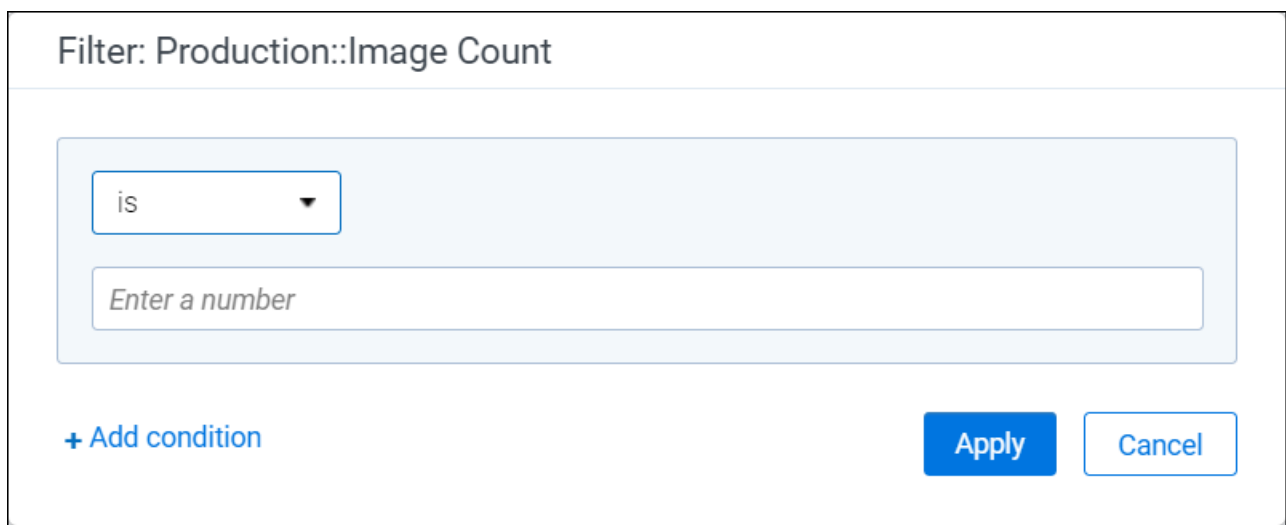 Filter: Production::Image Count
is
Enter a number
+ Add condition
Apply
Cancel